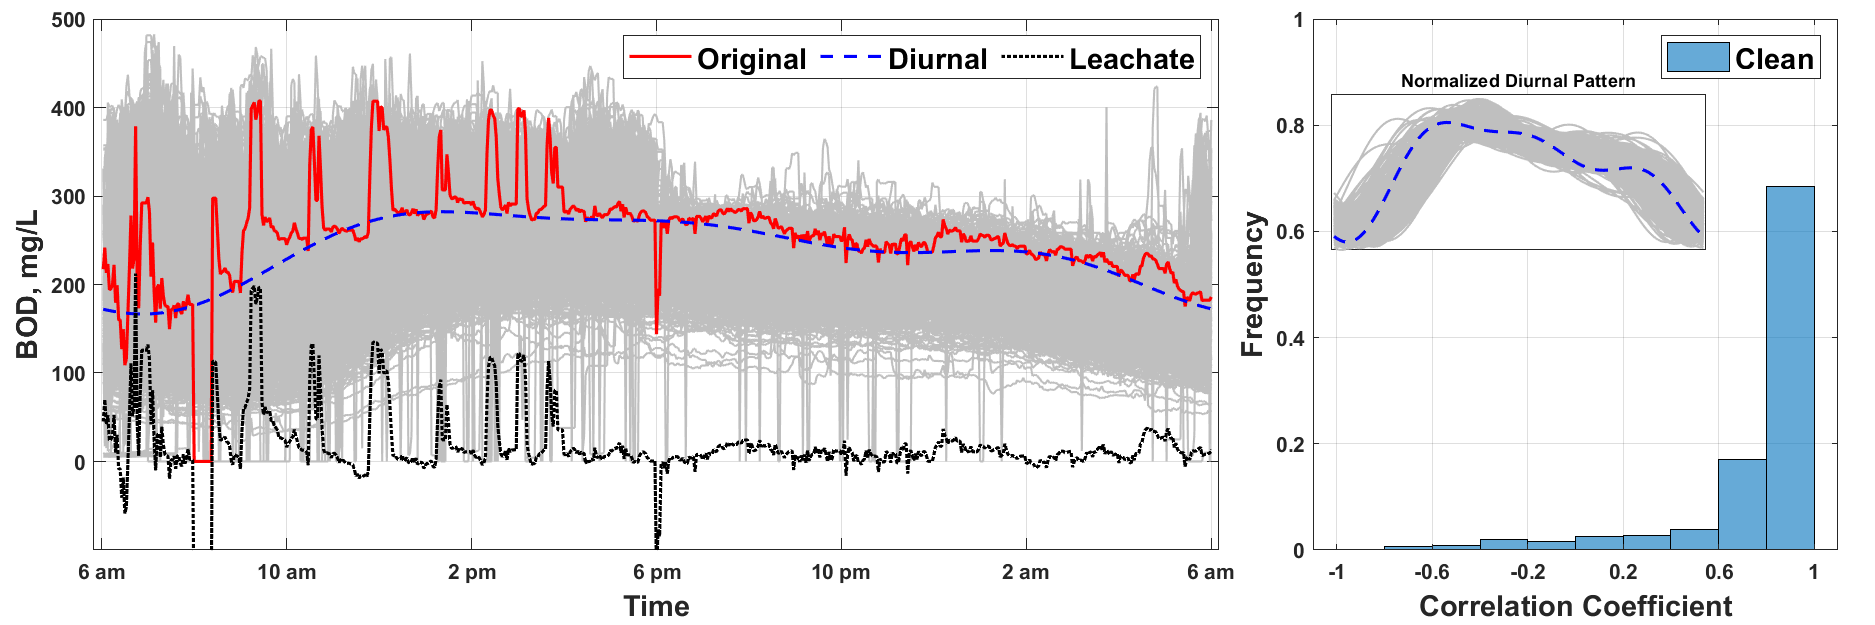 500
400
300
200
100
0
BOD, mg/L
Original Diurnal Leachate
6 am 10 am 2 pm 6 pm 10 pm 2 am 6 am
Time
1
0.8
0.6
0.4
0.2
0
Frequency
Clean
Normalized Diurnal Pattern
-1 -0.6 -0.2 0.2 0.6 1
Correlation Coefficient